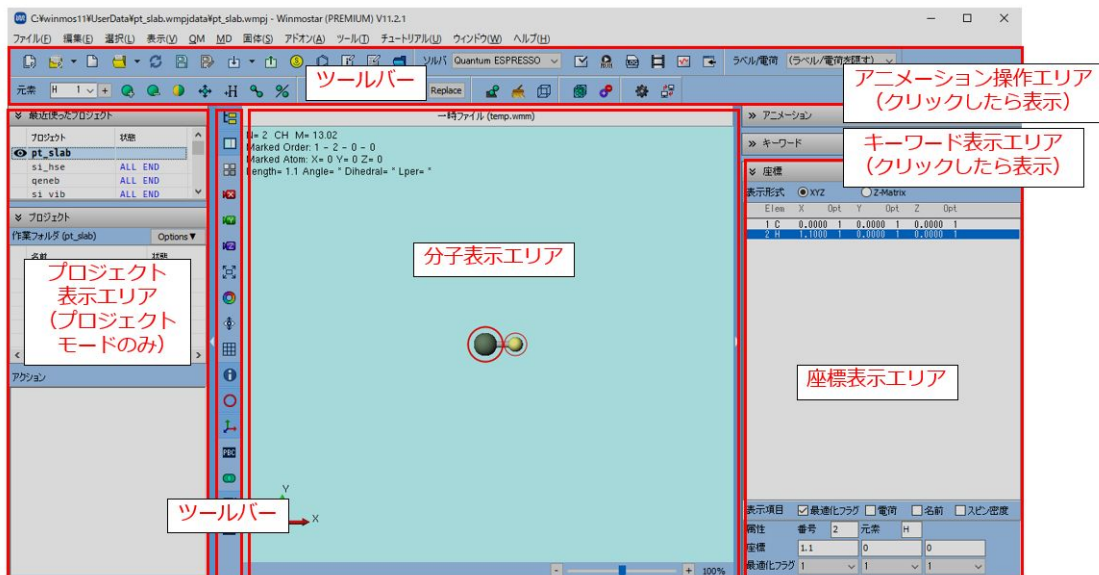 C:¥winmos11¥UserData¥pt_slab.wmpjdata¥pt_slab.wmpj - Winmostar (PREMIUM) V11.2.1
ファイル(F) 編集(E) 選択(L) 表示(V) QM MD 固体(S) アドオン(A) ツール(T) チュートリアル(U) ウィンドウ(W) ヘルプ(H)
ソルバ Quantum ESPRESSO
ラベル/電荷 (ラベル/電荷を隠す)
元素 H 1
Replace
ツールバー
アニメーション操作エリア
(クリックしたら表示)
最近使ったプロジェクト
プロジェクト 状態
pt_slab
si_hse ALL END
qeneb ALL END
si_vib ALL END
プロジェクト
作業フォルダ (pt_slab) Options▼
名前 状態
プロジェクト
表示エリア
(プロジェクト
モードのみ)
アクション
一時ファイル (temp.wmm)
N= 2 CH M= 13.02
Marked Order: 1 - 2 - 0 - 0
Marked Atom: X= 0 Y= 0 Z= 0
Length= 1.1 Angle= * Dihedral= * Lper= *
分子表示エリア
PBC
Y
X
ツールバー
100%
アニメーション
キーワード
キーワード表示エリア
(クリックしたら表示)
座標
表示形式 XYZ Z-Matrix
Elem X Opt Y Opt Z Opt
1 C 0.0000 1 0.0000 1 0.0000 1
2 H 1.1000 1 0.0000 1 0.0000 1
座標表示エリア
表示項目 最適化フラグ 電荷 名前 スピン密度
属性 番号 2 元素 H
座標 1.1 0 0
最適化フラグ 1 1 1